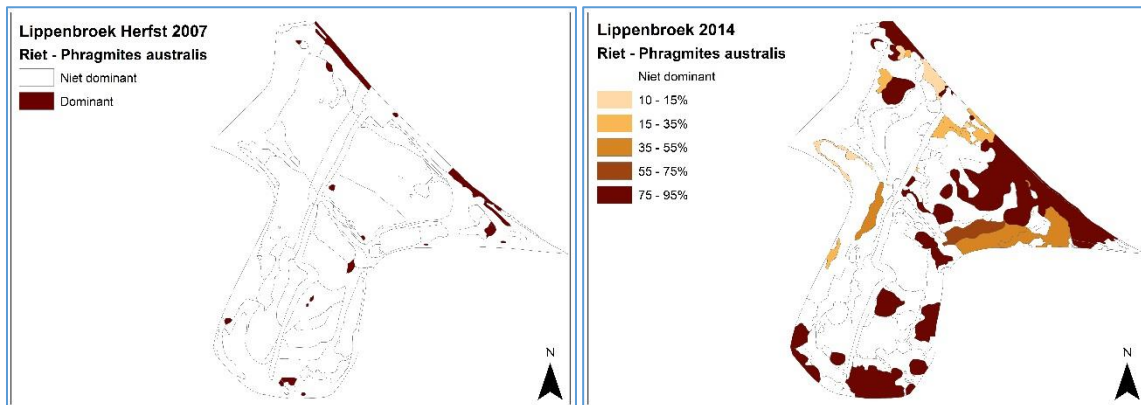 Lippenbroek Herfst 2007
Riet - Phragmites australis
Niet dominant
Dominant
N
Lippenbroek 2014
Riet - Phragmites australis
Niet dominant
10 - 15%
15 - 35%
35 - 55%
55 - 75%
75 - 95%
N